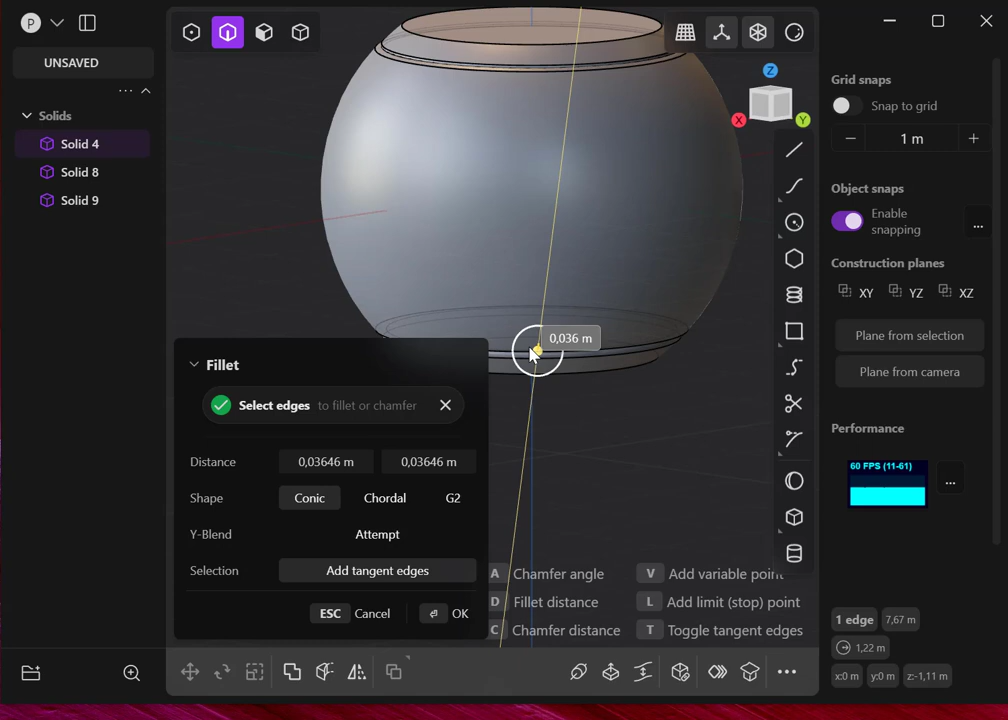 P
UNSAVED
Solids
Solid 4
Solid 8
Solid 9
Z
X
Y
0,036 m
Fillet
Select edges to fillet or chamfer
Distance 0,03646 m 0,03646 m
Shape Conic Chordal G2
Y-Blend Attempt
Selection Add tangent edges
ESC Cancel OK
A Chamfer angle V Add variable point
D Fillet distance L Add limit (stop) point
C Chamfer distance T Toggle tangent edges
Grid snaps
Snap to grid
1 m
Object snaps
Enable
snapping
...
Construction planes
XY YZ XZ
Plane from selection
Plane from camera
Performance
60 FPS (11-61)
...
1 edge 7,67 m
1,22 m
x:0 m y:0 m z:-1,11 m